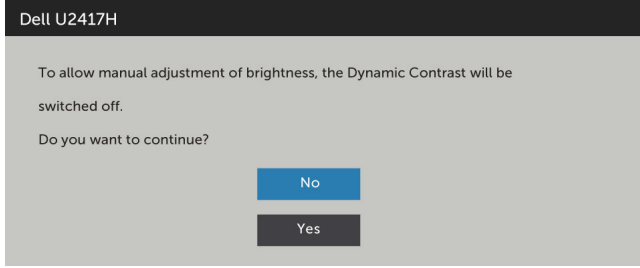 Dell U2417H
To allow manual adjustment of brightness, the Dynamic Contrast will be
switched off.
Do you want to continue?
No
Yes